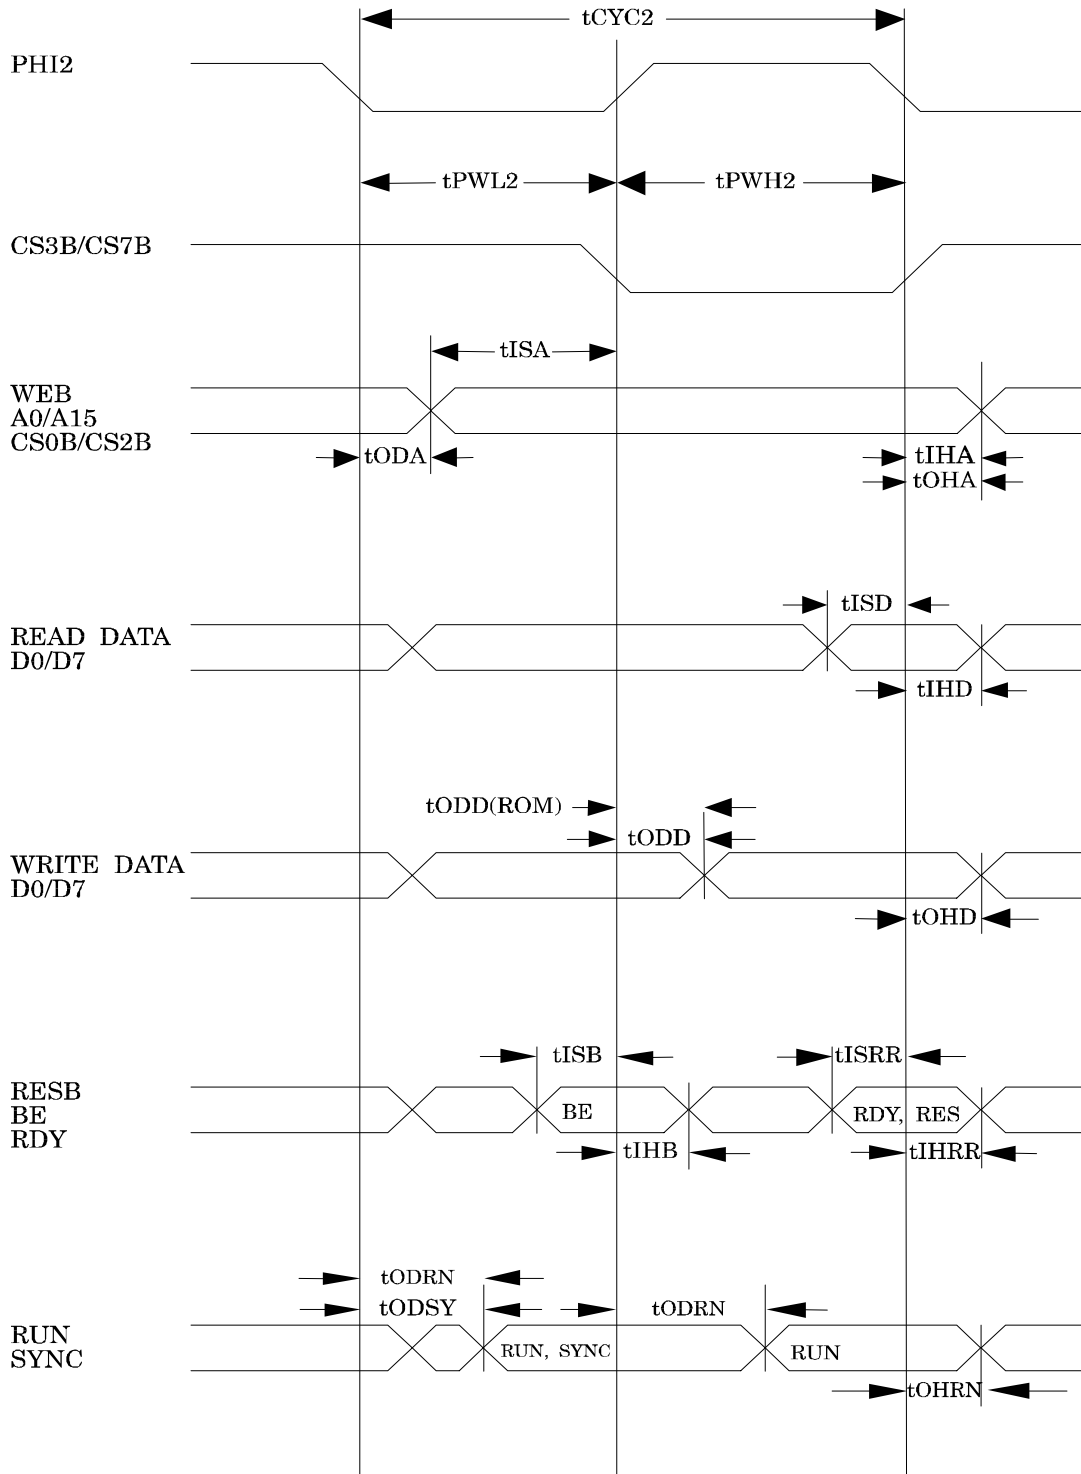 tCYC2
PHI2
tPWL2
tPWH2
CS3B/CS7B
tISA
WEB
A0/A15
CS0B/CS2B
tODA
tIHA
tOHA
tISD
READ DATA
D0/D7
tIHD
tODD(ROM)
tODD
WRITE DATA
D0/D7
tOHD
tISB
tISRR
RESB
BE
RDY
BE
RDY, RES
tIHB
tIHRR
tODRN
tODSY
tODRN
RUN
SYNC
RUN, SYNC
RUN
tOHRN